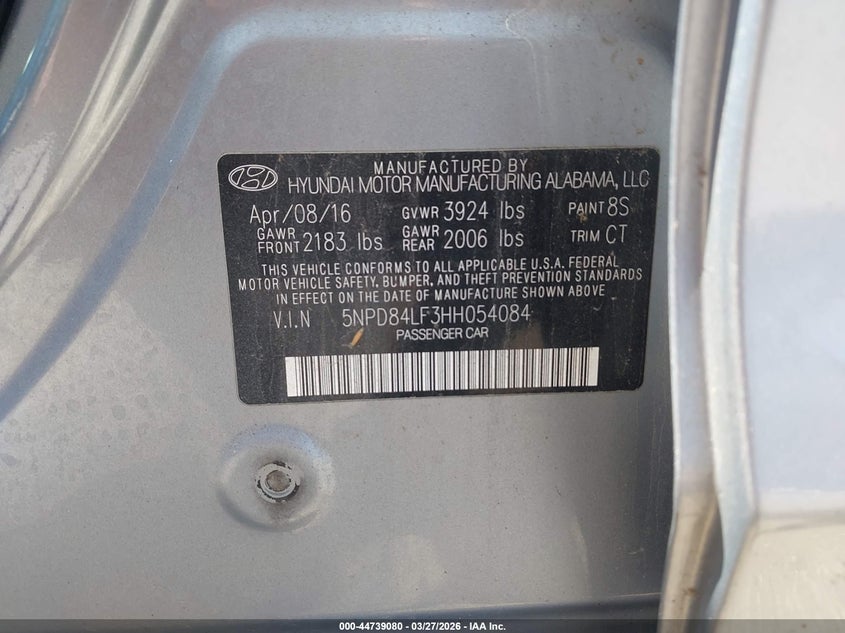 MANUFACTURED BY
HYUNDAI MOTOR MANUFACTURING ALABAMA, LLC
Apr/08/16 GVWR 3924 lbs PAINT 8S
GAWR FRONT 2183 lbs GAWR REAR 2006 lbs TRIM CT
THIS VEHICLE CONFORMS TO ALL APPLICABLE U.S.A. FEDERAL
MOTOR VEHICLE SAFETY, BUMPER, AND THEFT PREVENTION STANDARDS
IN EFFECT ON THE DATE OF MANUFACTURE SHOWN ABOVE
V.I.N 5NPD84LF3HH054084
PASSENGER CAR
000-44739080 - 03/27/2026 - IAA Inc.